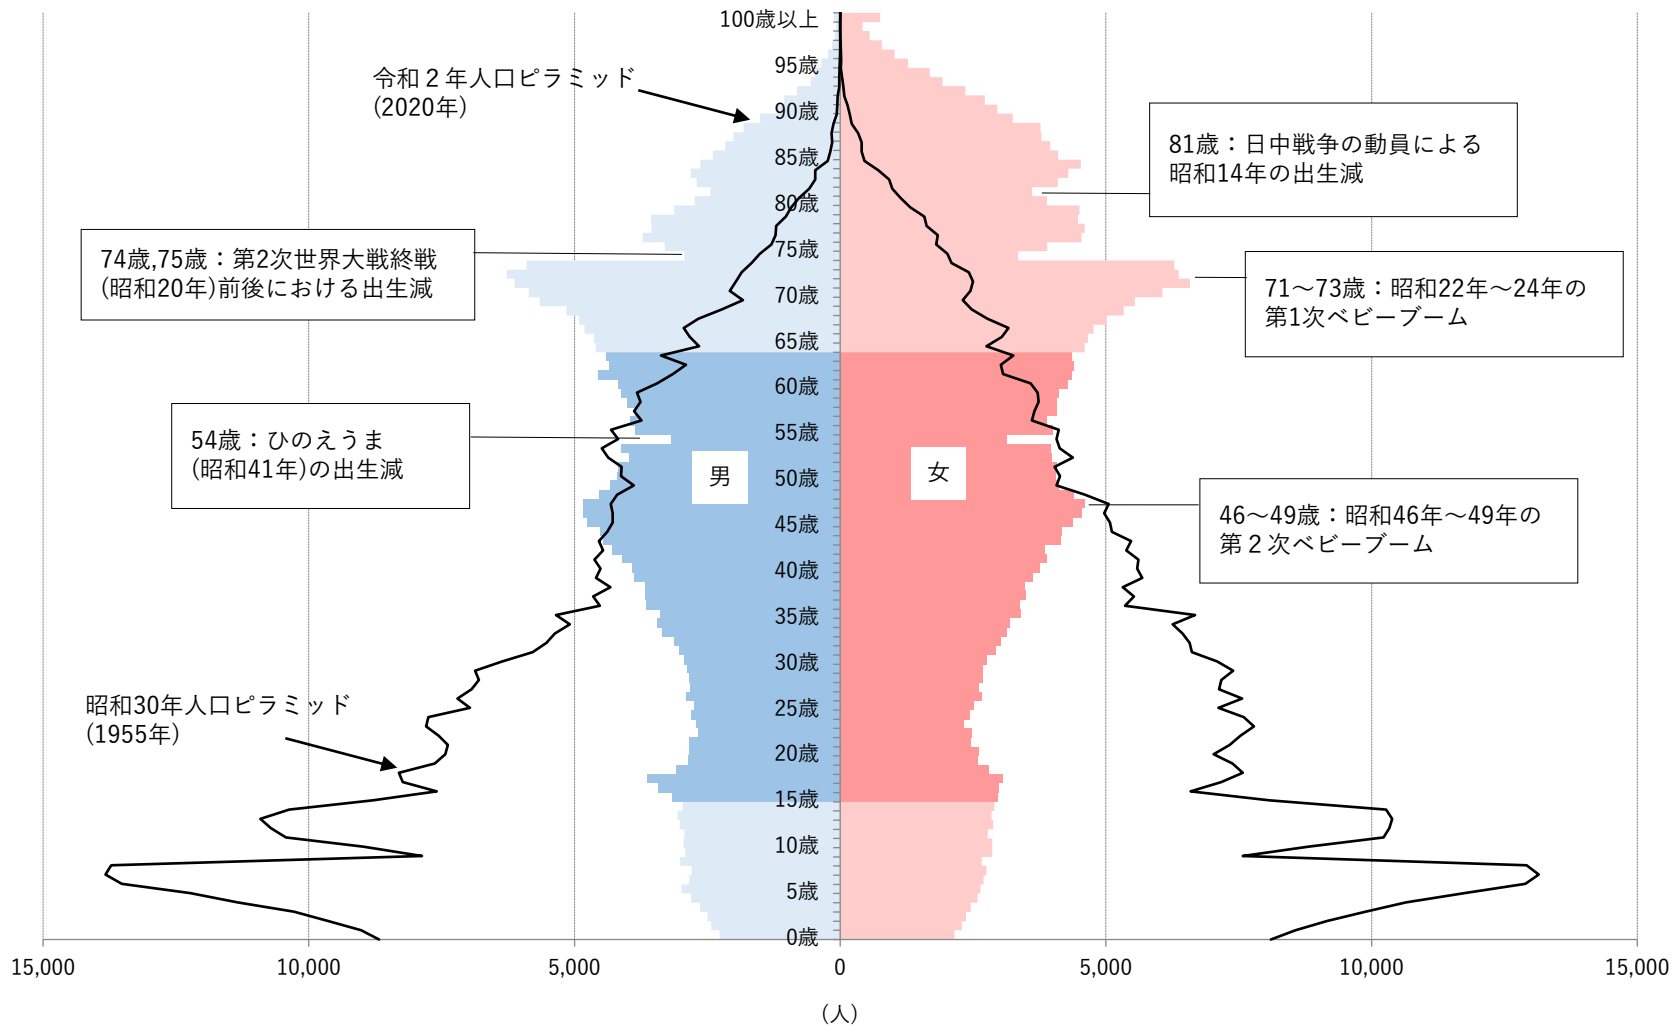 100歳以上
95歳
90歳
85歳
80歳
75歳
70歳
65歳
60歳
55歳
50歳
45歳
40歳
35歳
30歳
25歳
20歳
15歳
10歳
5歳
0歳
令和２年人口ピラミッド
(2020年)
81歳：日中戦争の動員による
昭和14年の出生減
74歳,75歳：第2次世界大戦終戦
(昭和20年)前後における出生減
71～73歳：昭和22年～24年の
第1次ベビーブーム
54歳：ひのえうま
(昭和41年)の出生減
男
女
46～49歳：昭和46年～49年の
第２次ベビーブーム
昭和30年人口ピラミッド
(1955年)
15,000
10,000
5,000
0
5,000
10,000
15,000
（人）